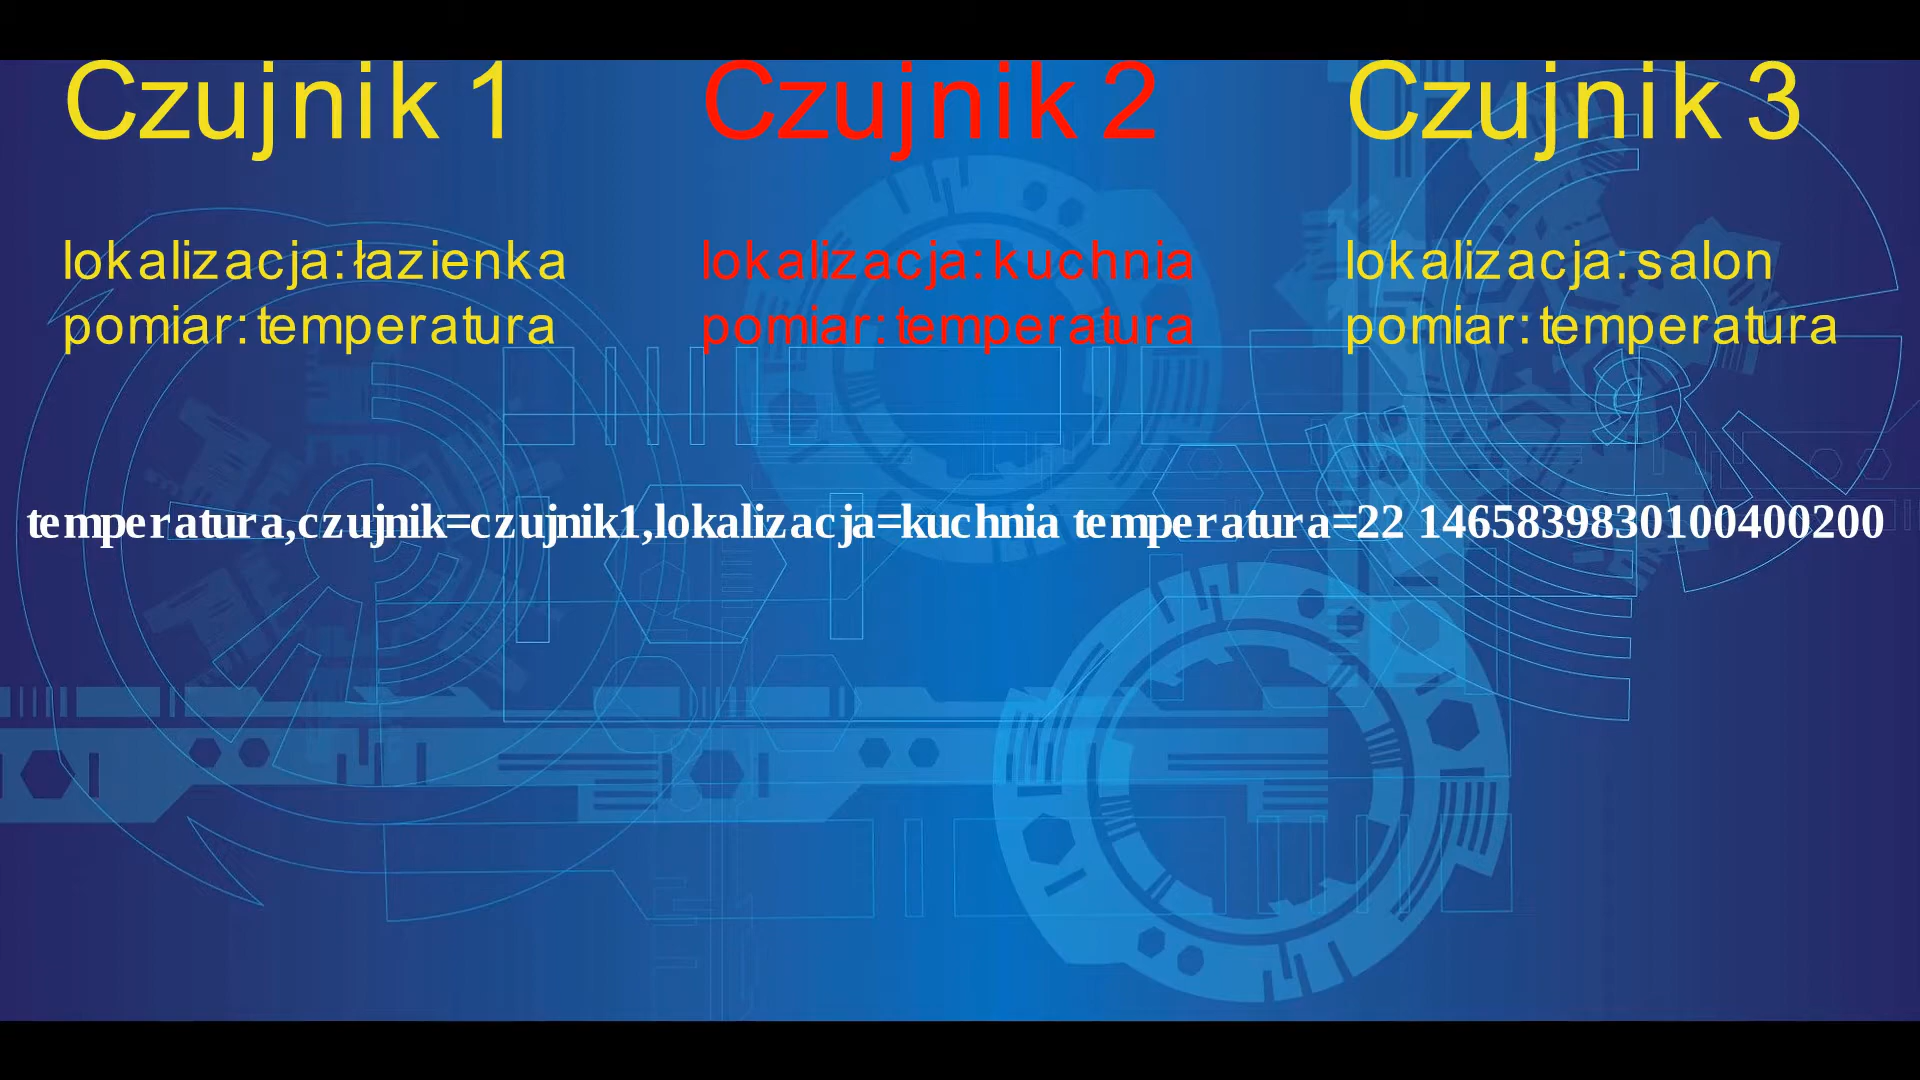 Czujnik 1
lokalizacja: łazienka
pomiar: temperatura
Czujnik 2
lokalizacja: kuchnia
pomiar: temperatura
Czujnik 3
lokalizacja: salon
pomiar: temperatura
temperatura,czujnik=czujnik1,lokalizacja=kuchnia temperatura=22 1465839830100400200